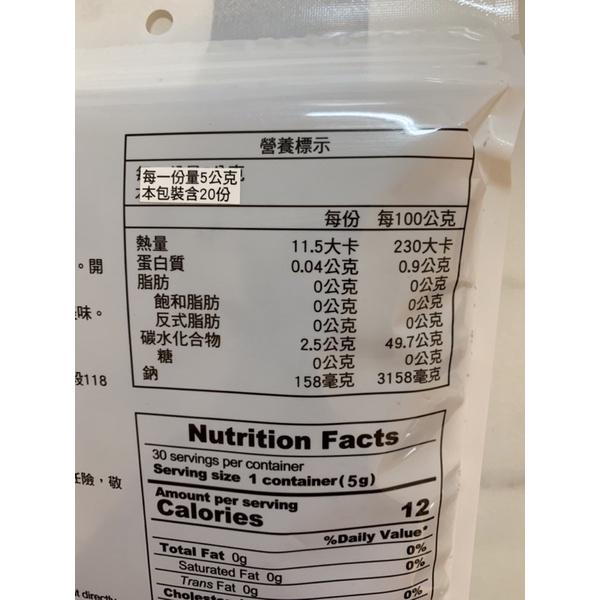 營養標示
每一份量5公克
本包裝含20份
每份 每100公克
熱量 11.5大卡 230大卡
蛋白質 0.04公克 0.9公克
脂肪 0公克 0公克
飽和脂肪 0公克 0公克
反式脂肪 0公克 0公克
碳水化合物 2.5公克 49.7公克
糖 0公克 0公克
鈉 158毫克 3158毫克
。開
味。
118
險，敬
Nutrition Facts
30 servings per container
Serving size 1 container(5g)
Amount per serving
Calories 12
%Daily Value*
Total Fat 0g 0%
Saturated Fat 0g 0%
Trans Fat 0g
0%
directly